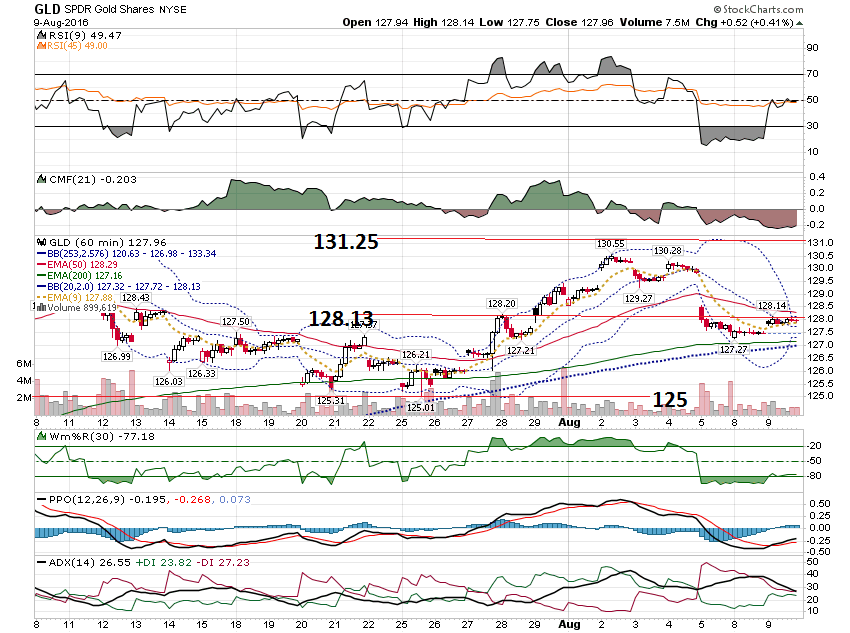 GLD SPDR Gold Shares NYSE
© StockCharts.com
9-Aug-2016
Open 127.94 High 128.14 Low 127.75 Close 127.96 Volume 7.5M Chg +0.52 (+0.41%)
RSI(9) 49.47
RSI(45) 49.00
90
70
50
30
10
CMF(21) -0.203
0.4
0.2
0.0
-0.2
GLD (60 min) 127.96
BB(253,2.576) 120.63 - 126.98 - 133.34
EMA(50) 128.29
EMA(200) 127.16
BB(20,2.0) 127.32 - 127.72 - 128.13
EMA(9) 127.88
Volume 899,619
131.25
128.13
125
128.43
126.99
126.03
126.33
127.50
125.31
126.21
125.01
128.20
127.21
130.55
129.27
130.28
127.27
128.14
131.0
130.5
130.0
129.5
129.0
128.5
128.0
127.5
127.0
126.5
126.0
125.5
125.0
6M
4M
2M
8 11 12 13 14 15 18 19 20 21 22 25 26 27 28 29 Aug 2 3 4 5 8 9
Wm%R(30) -77.18
-20
-50
-80
PPO(12,26,9) -0.195, -0.268, 0.073
0.50
0.25
0.00
-0.25
-0.50
ADX(14) 26.55 +DI 23.82 -DI 27.23
50
40
30
20
10
8 11 12 13 14 15 18 19 20 21 22 25 26 27 28 29 Aug 2 3 4 5 8 9